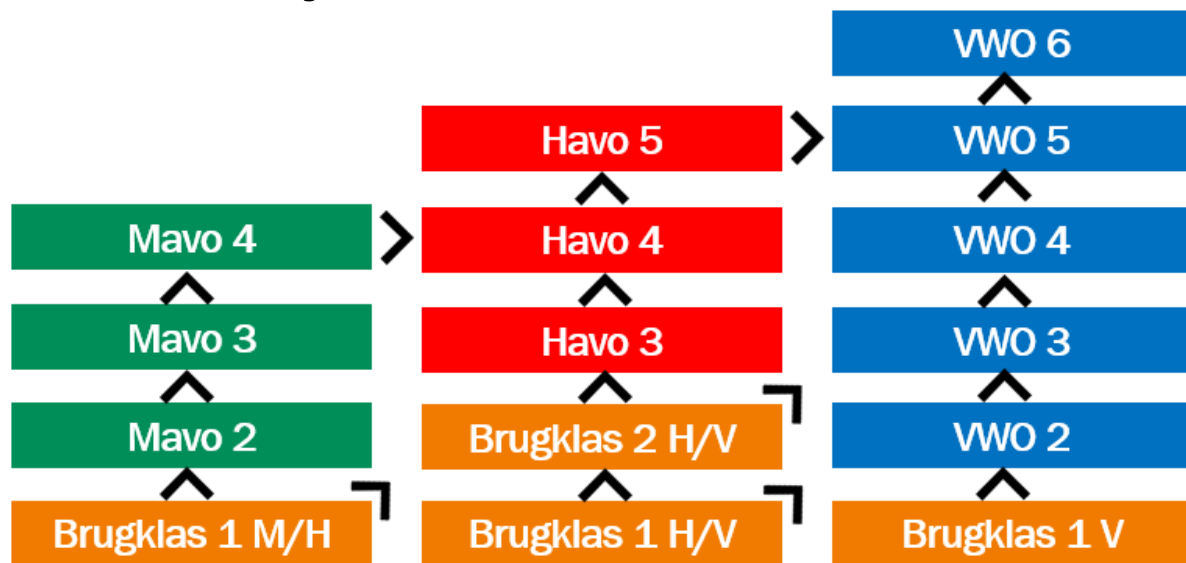 VWO 6
Havo 5
VWO 5
Mavo 4
Havo 4
VWO 4
Mavo 3
Havo 3
VWO 3
Mavo 2
Brugklas 2 H/V
VWO 2
Brugklas 1 M/H
Brugklas 1 H/V
Brugklas 1 V